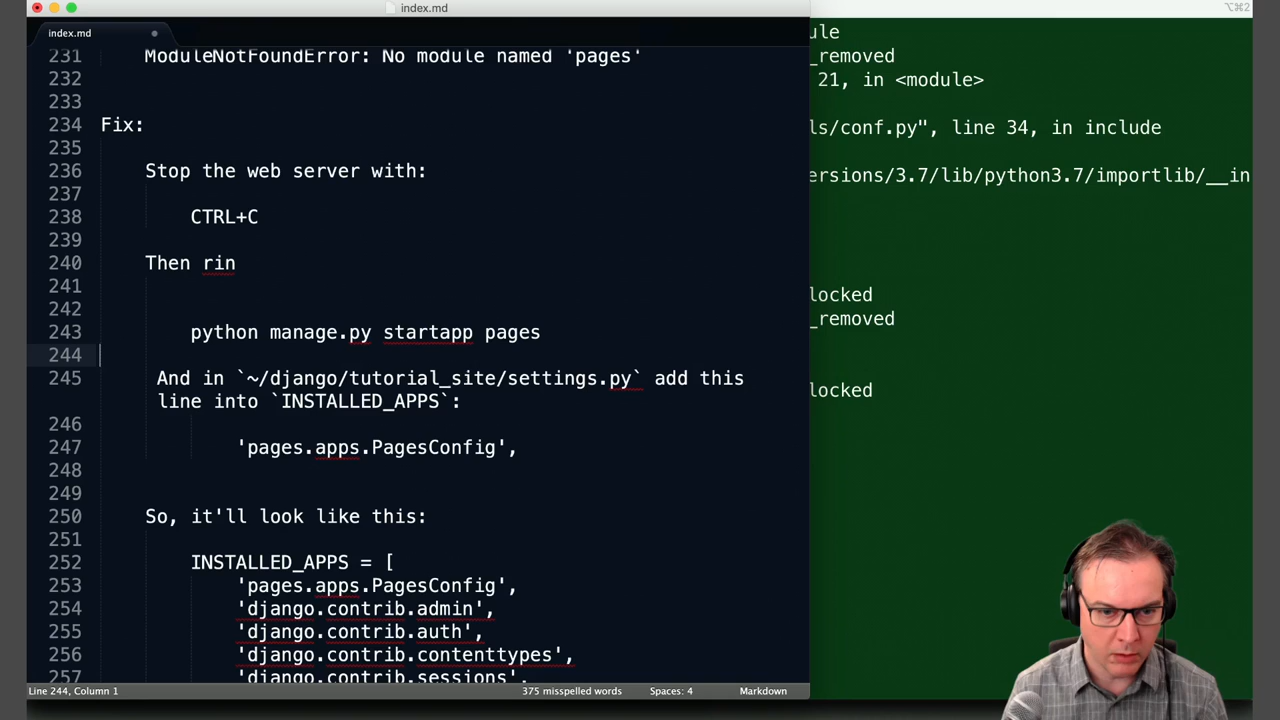 index.md
⌥⌘2
index.md
231 ModuleNotFoundError: No module named 'pages'
232
233
234 Fix:
235
236 Stop the web server with:
237
238 CTRL+C
239
240 Then rin
241
242
243 python manage.py startapp pages
244
245 And in `~/django/tutorial_site/settings.py` add this
line into `INSTALLED_APPS`:
246
247 'pages.apps.PagesConfig',
248
249
250 So, it'll look like this:
251
252 INSTALLED_APPS = [
253 'pages.apps.PagesConfig',
254 'django.contrib.admin',
255 'django.contrib.auth',
256 'django.contrib.contenttypes',
257 'django.contrib.sessions',
Line 244, Column 1 375 misspelled words Spaces: 4 Markdown
ule
_removed
21, in <module>
ls/conf.py", line 34, in include
ersions/3.7/lib/python3.7/importlib/__in
locked
_removed
locked